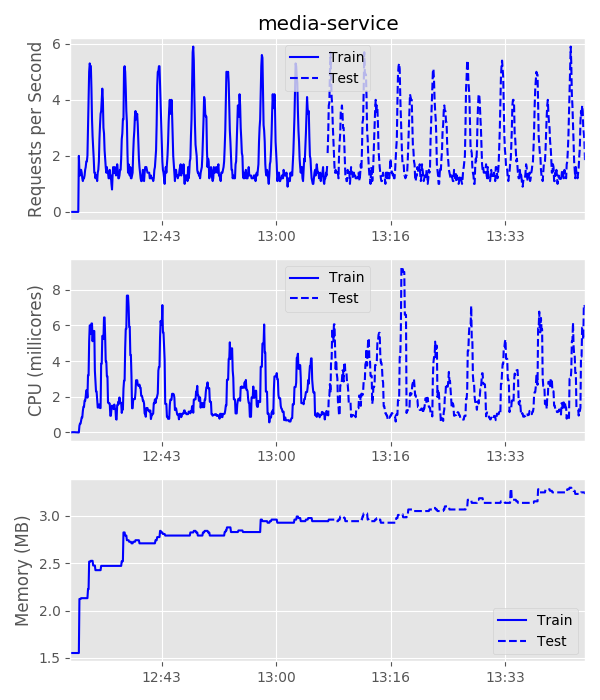 media-service
Requests per Second
6
4
2
0
Train
Test
12:43
13:00
13:16
13:33
CPU (millicores)
8
6
4
2
0
Train
Test
12:43
13:00
13:16
13:33
Memory (MB)
3.0
2.5
2.0
1.5
Train
Test
12:43
13:00
13:16
13:33